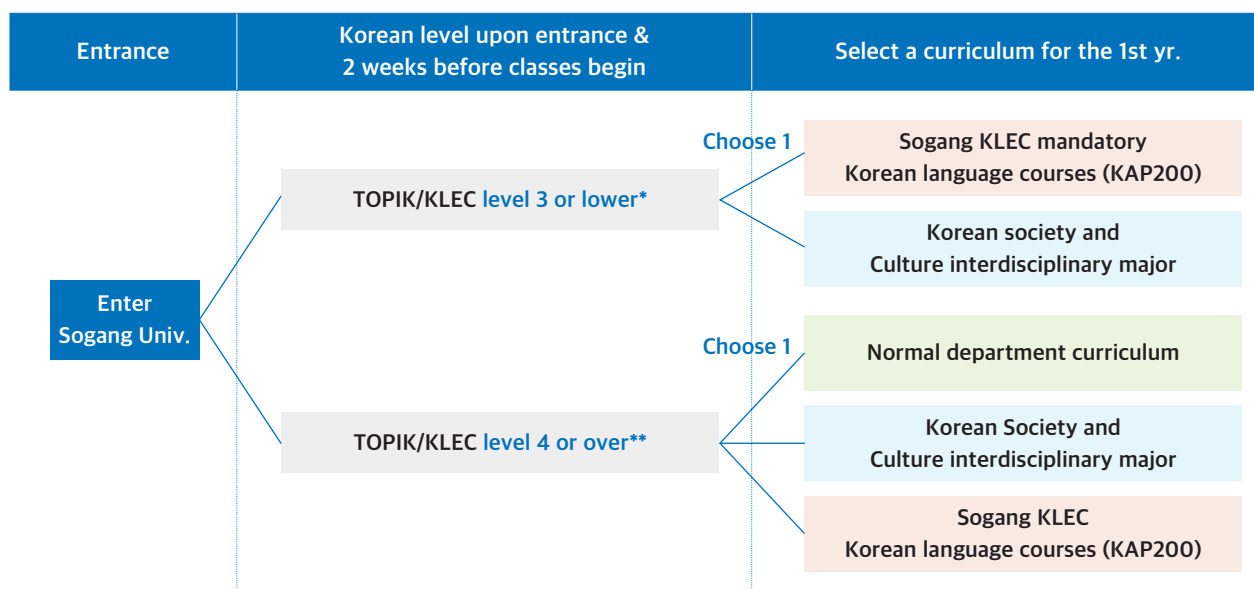 Entrance
Korean level upon entrance &
2 weeks before classes begin
Select a curriculum for the 1st yr.
Enter
Sogang Univ.
TOPIK/KLEC level 3 or lower*
Choose 1
Sogang KLEC mandatory
Korean language courses (KAP200)
Korean society and
Culture interdisciplinary major
TOPIK/KLEC level 4 or over**
Choose 1
Normal department curriculum
Korean Society and
Culture interdisciplinary major
Sogang KLEC
Korean language courses (KAP200)